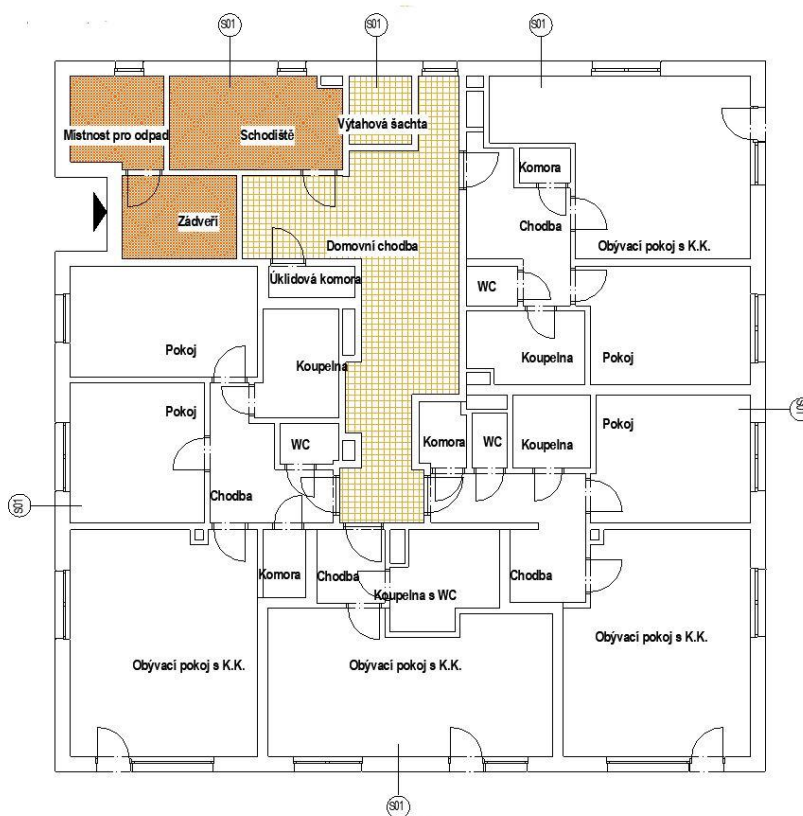 S01
S01
S01
Místnost pro odpad
Schodiště
Výtahová šachta
Komora
Zádveří
Domovní chodba
Chodba
Obývací pokoj s K.K.
Úklidová komora
WC
Pokoj
Koupelna
Koupelna
Pokoj
Pokoj
Pokoj
S01
WC
Komora
WC
Koupelna
Chodba
S01
Komora
Chodba
Koupelna s WC
Chodba
Obývací pokoj s K.K.
Obývací pokoj s K.K.
Obývací pokoj s K.K.
S01